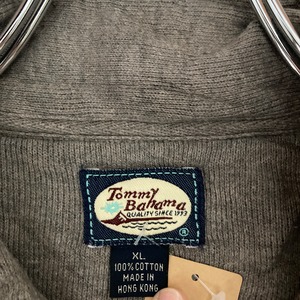 Tommy
Bahama
QUALITY SINCE 1993
®
XL
100% COTTON
MADE IN
HONG KONG